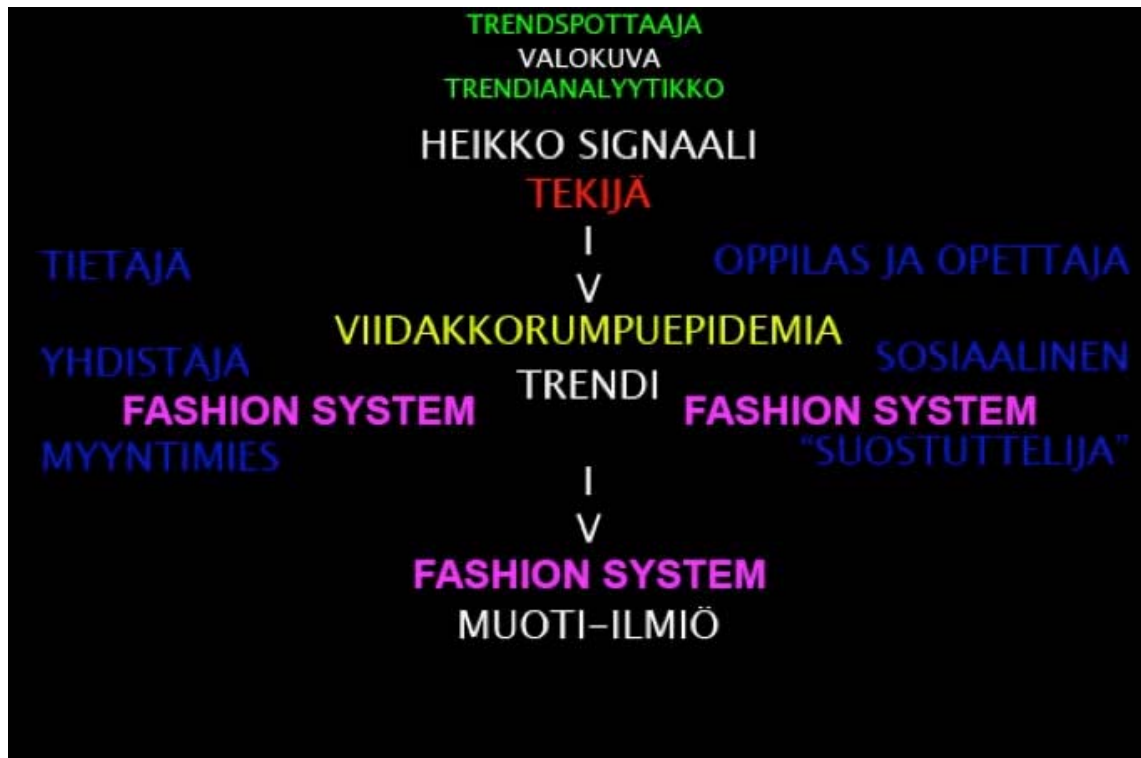 TRENDSPOTTAAJA
VALOKUVA
TRENDIANALYYTIKKO
HEIKKO SIGNAALI
TEKIJÄ
I
V
TIETÄJÄ
OPPILAS JA OPETTAJA
VIIDAKKORUMPUEPIDEMIA
YHDISTÄJÄ
SOSIAALINEN
TRENDI
FASHION SYSTEM
FASHION SYSTEM
MYYNTIMIES
“SUOSTUTTELIJA”
I
V
FASHION SYSTEM
MUOTI-ILMIÖ